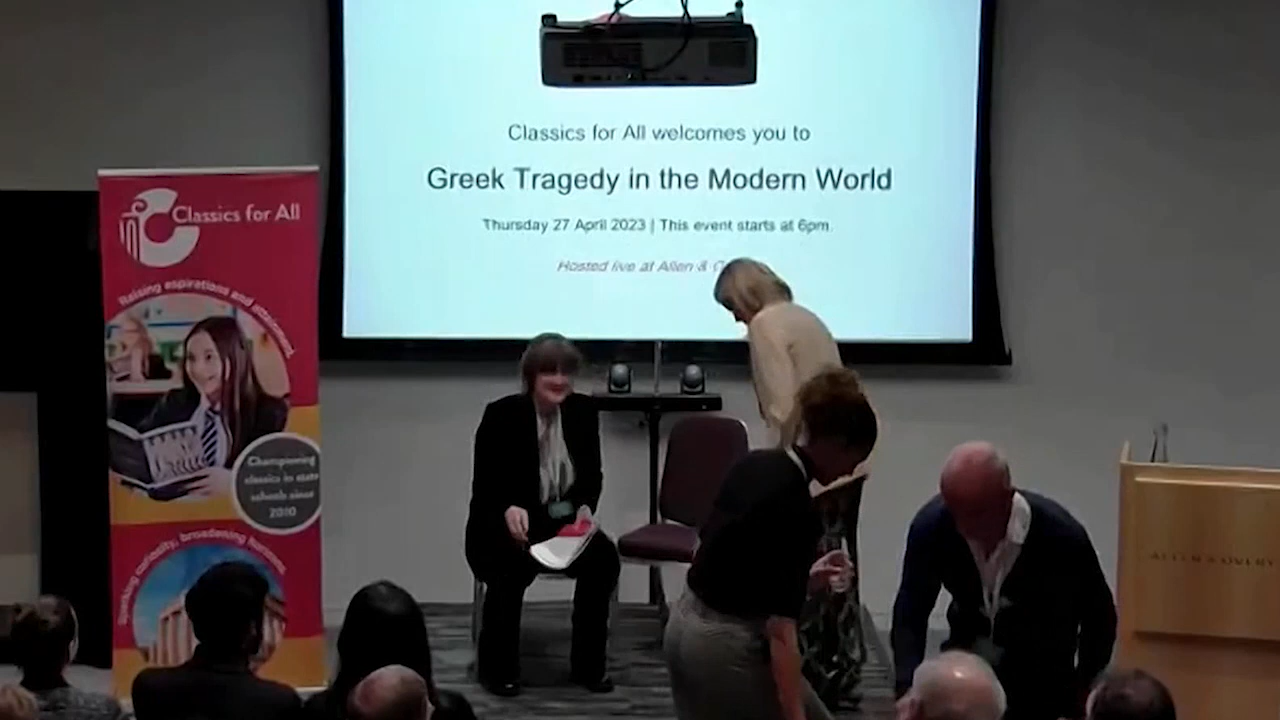 Classics for All welcomes you to
Greek Tragedy in the Modern World
Thursday 27 April 2023 | This event starts at 6pm.
Hosted live at Allen &
Classics for All
Raising aspirations and attainment
Championing
classics in state
schools since
2010
curiosity, broadening horizons
ALLEN & OVERY